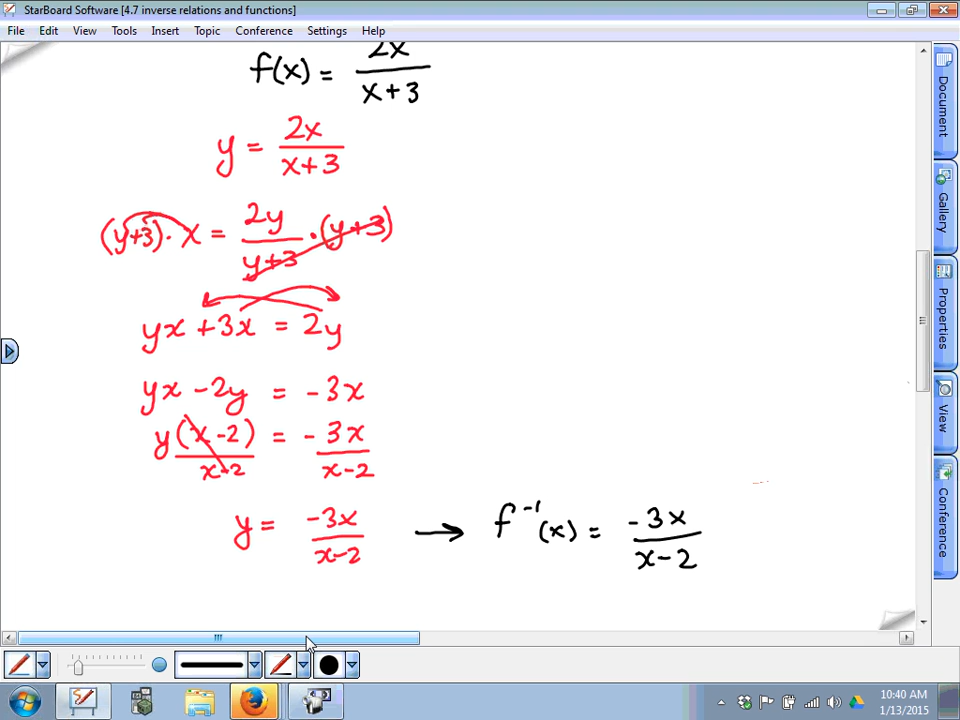 StarBoard Software [4.7 inverse relations and functions]
File Edit View Tools Insert Topic Conference Settings Help
f(x) = 2x / x+3
y = 2x / x+3
(y+3) · x = 2y / y+3 · (y+3)
yx + 3x = 2y
yx - 2y = -3x
y(x-2) / x-2 = -3x / x-2
y = -3x / x-2 → f⁻¹(x) = -3x / x-2
Document
Gallery
Properties
View
Conference
10:40 AM
1/13/2015